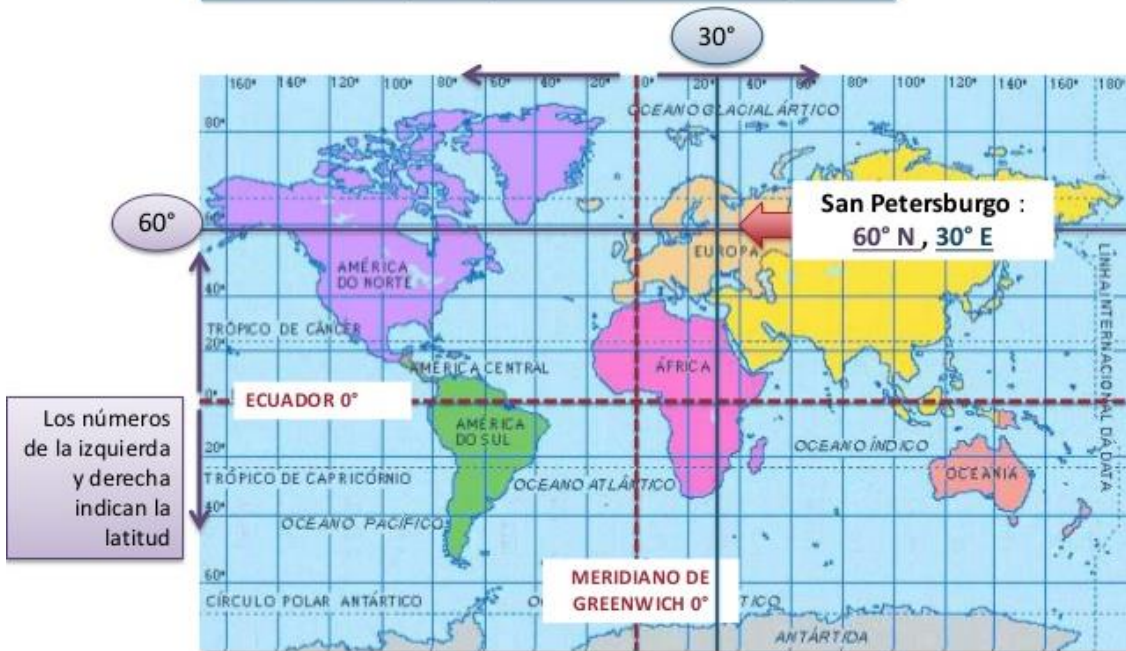 30°
160° 140° 120° 100° 80° 60° 40° 20° 0° 20° 40° 60° 80° 100° 120° 140° 160° 180°
OCEANO GLACIAL ÁRTICO
80°
60°
San Petersburgo :
60° N , 30° E
EUROPA
AMÉRICA
DO NORTE
40°
LINHA INTERNACIONAL DA DATA
TRÓPICO DE CÂNCER
20°
AMÉRICA CENTRAL
ÁFRICA
0°
ECUADOR 0°
Los números
de la izquierda
y derecha
indican la
latitud
AMÉRICA
DO SUL
OCEANO ÍNDICO
20°
TRÓPICO DE CAPRICÓRNIO
OCEANO ATLÂNTICO
OCEANIA
40°
OCEANO PACÍFICO
60°
MERIDIANO DE
GREENWICH 0°
CÍRCULO POLAR ANTÁRTICO
ANTÁRTIDA